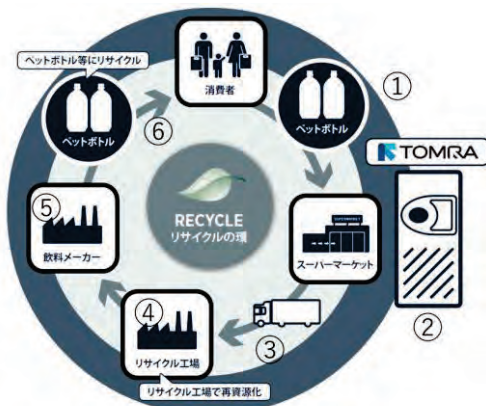 ペットボトル等にリサイクル
消費者
①
ペットボトル
ペットボトル
⑥
TOMRA
RECYCLE
リサイクルの環
⑤
飲料メーカー
SUPERMARKET
スーパーマーケット
②
④
③
リサイクル工場
リサイクル工場で再資源化